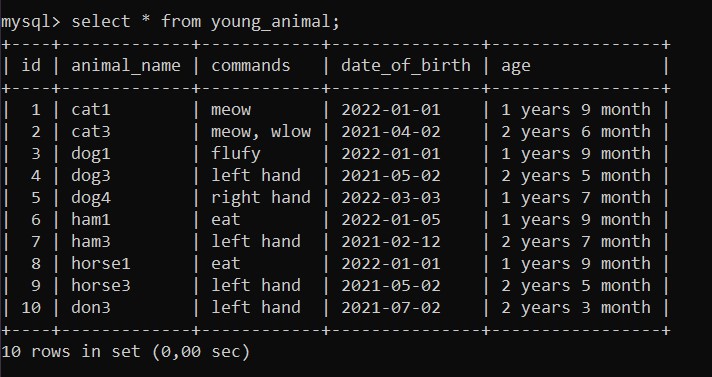 mysql> select * from young_animal;
+----+-------------+------------+---------------+-----------------+
| id | animal_name | commands   | date_of_birth | age             |
+----+-------------+------------+---------------+-----------------+
|  1 | cat1        | meow       | 2022-01-01    | 1 years 9 month |
|  2 | cat3        | meow, wlow | 2021-04-02    | 2 years 6 month |
|  3 | dog1        | flufy      | 2022-01-01    | 1 years 9 month |
|  4 | dog3        | left hand  | 2021-05-02    | 2 years 5 month |
|  5 | dog4        | right hand | 2022-03-03    | 1 years 7 month |
|  6 | ham1        | eat        | 2022-01-05    | 1 years 9 month |
|  7 | ham3        | left hand  | 2021-02-12    | 2 years 7 month |
|  8 | horse1      | eat        | 2022-01-01    | 1 years 9 month |
|  9 | horse3      | left hand  | 2021-05-02    | 2 years 5 month |
| 10 | don3        | left hand  | 2021-07-02    | 2 years 3 month |
+----+-------------+------------+---------------+-----------------+
10 rows in set (0,00 sec)